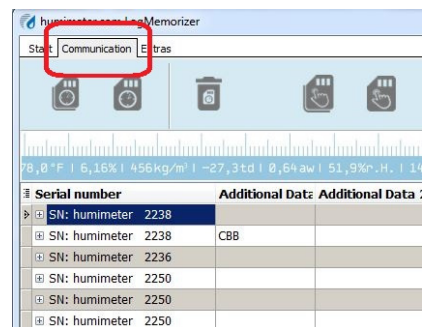 humimeter.com LogMemorizer
Start Communication Extras
78,0°F | 6,16% | 456kg/m³ | -27,3td | 0,64aw | 51,9%r.H. | 14
Serial number Additional Data Additional Data 2
SN: humimeter 2238
SN: humimeter 2238 CBB
SN: humimeter 2236
SN: humimeter 2250
SN: humimeter 2250
SN: humimeter 2250